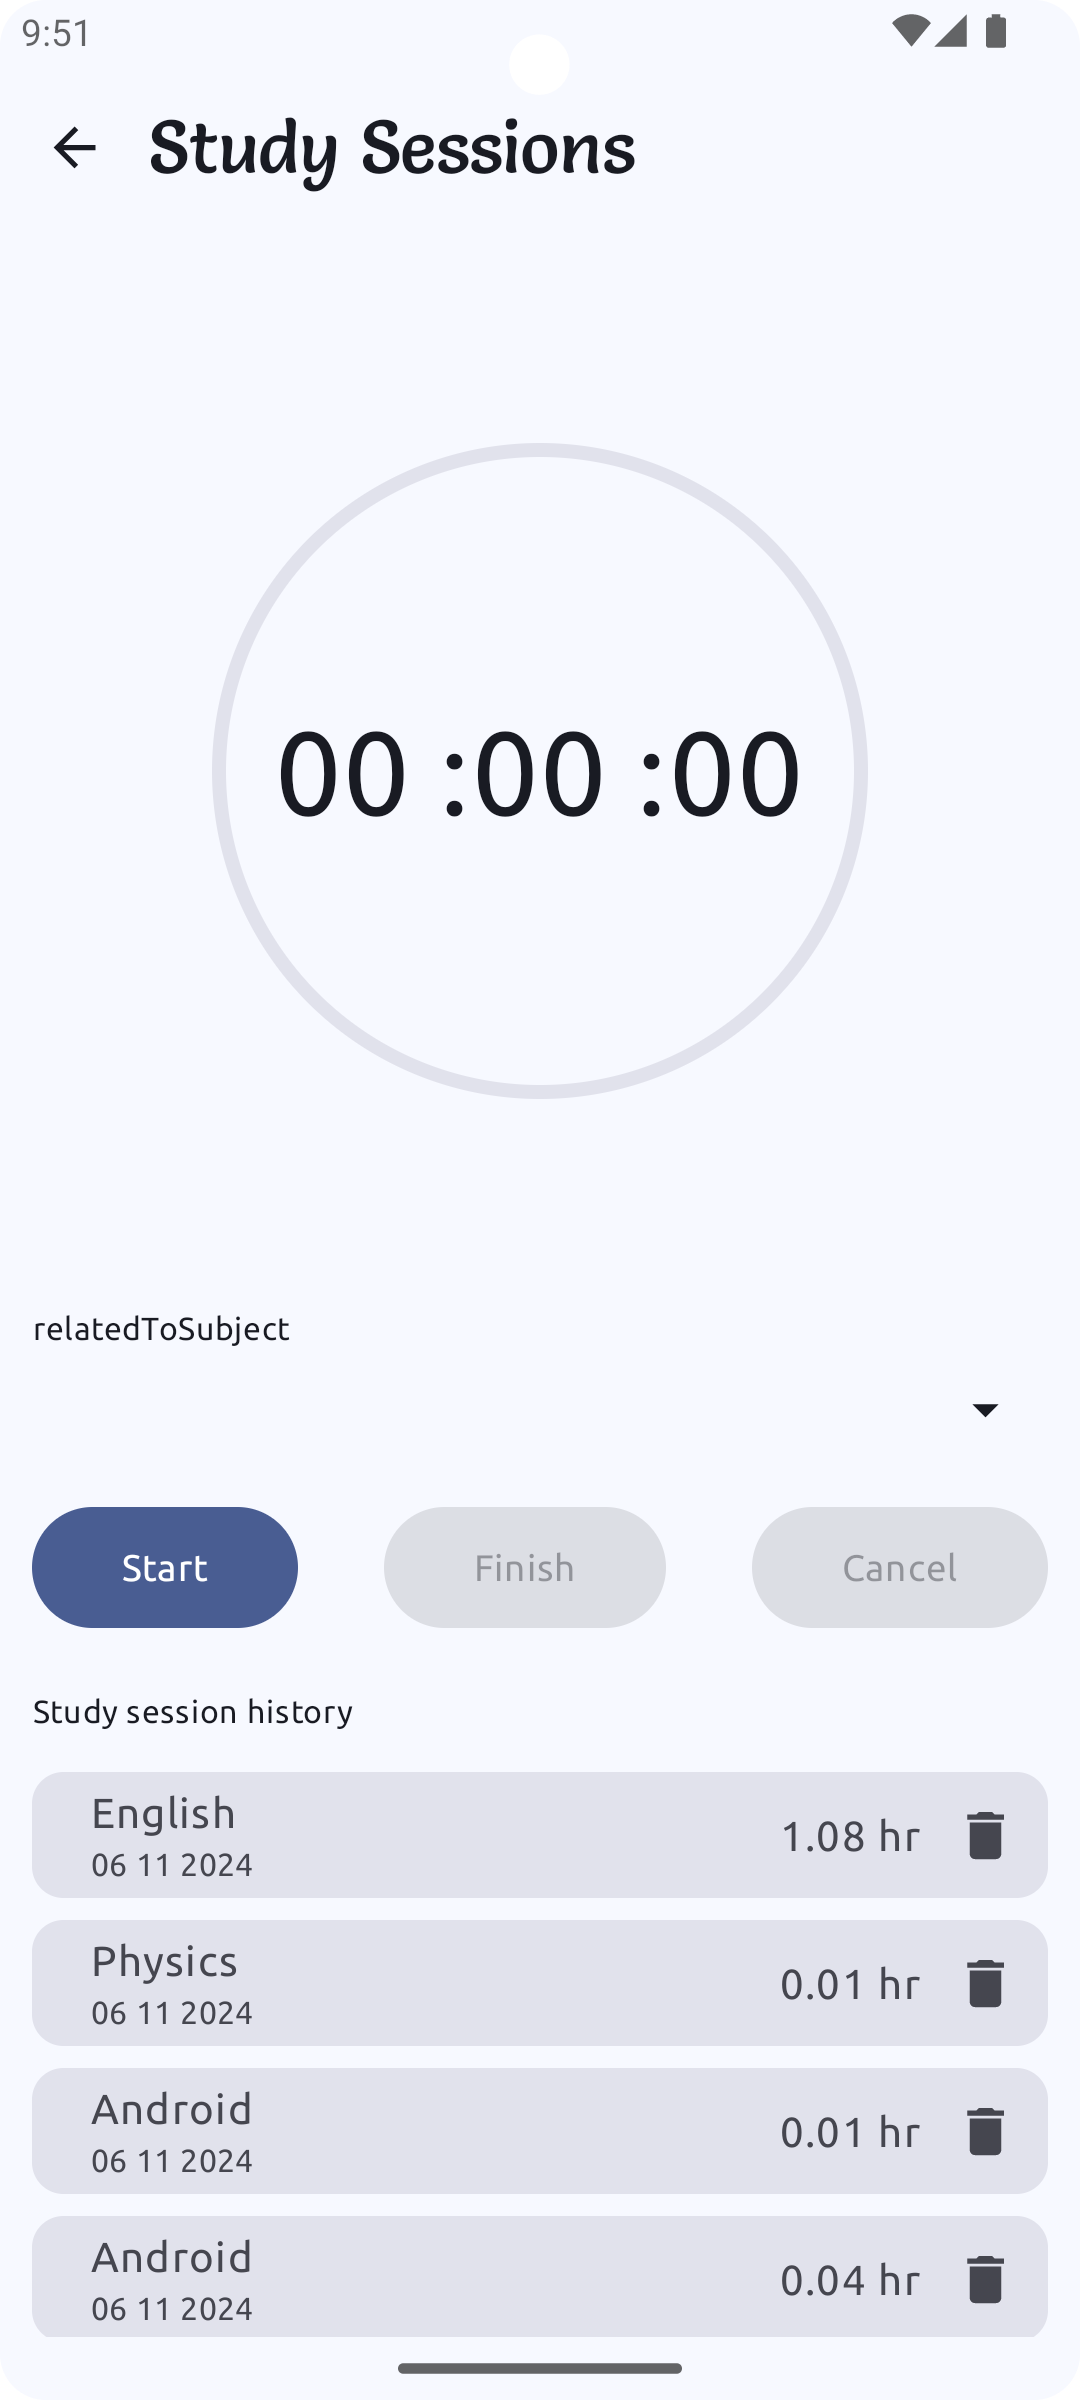 9:51
Study Sessions
00 :00 :00
relatedToSubject
Start Finish Cancel
Study session history
English
06 11 2024
1.08 hr
Physics
06 11 2024
0.01 hr
Android
06 11 2024
0.01 hr
Android
06 11 2024
0.04 hr